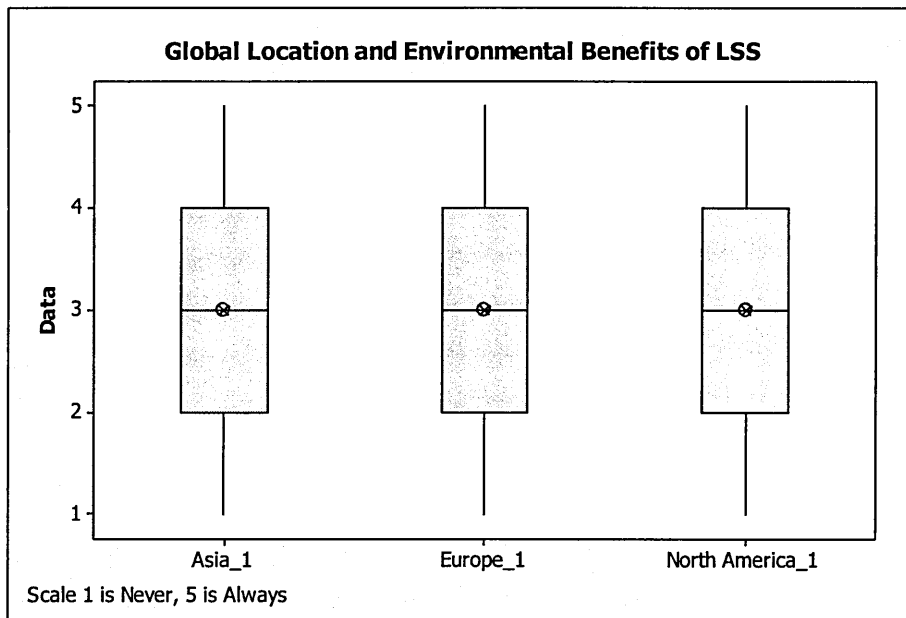 Global Location and Environmental Benefits of LSS
5
4
3
2
1
Data
Asia_1 Europe_1 North America_1
Scale 1 is Never, 5 is Always